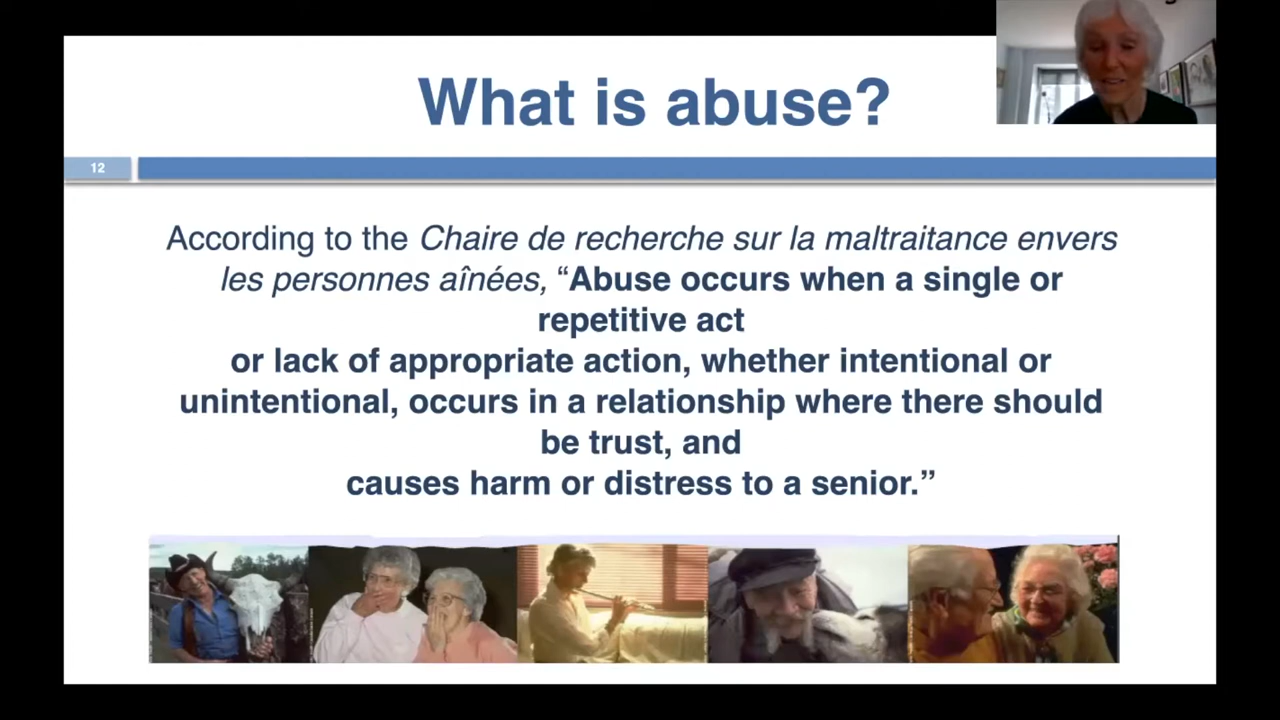 What is abuse?
12
According to the Chaire de recherche sur la maltraitance envers
les personnes aînées, “Abuse occurs when a single or
repetitive act
or lack of appropriate action, whether intentional or
unintentional, occurs in a relationship where there should
be trust, and
causes harm or distress to a senior.”